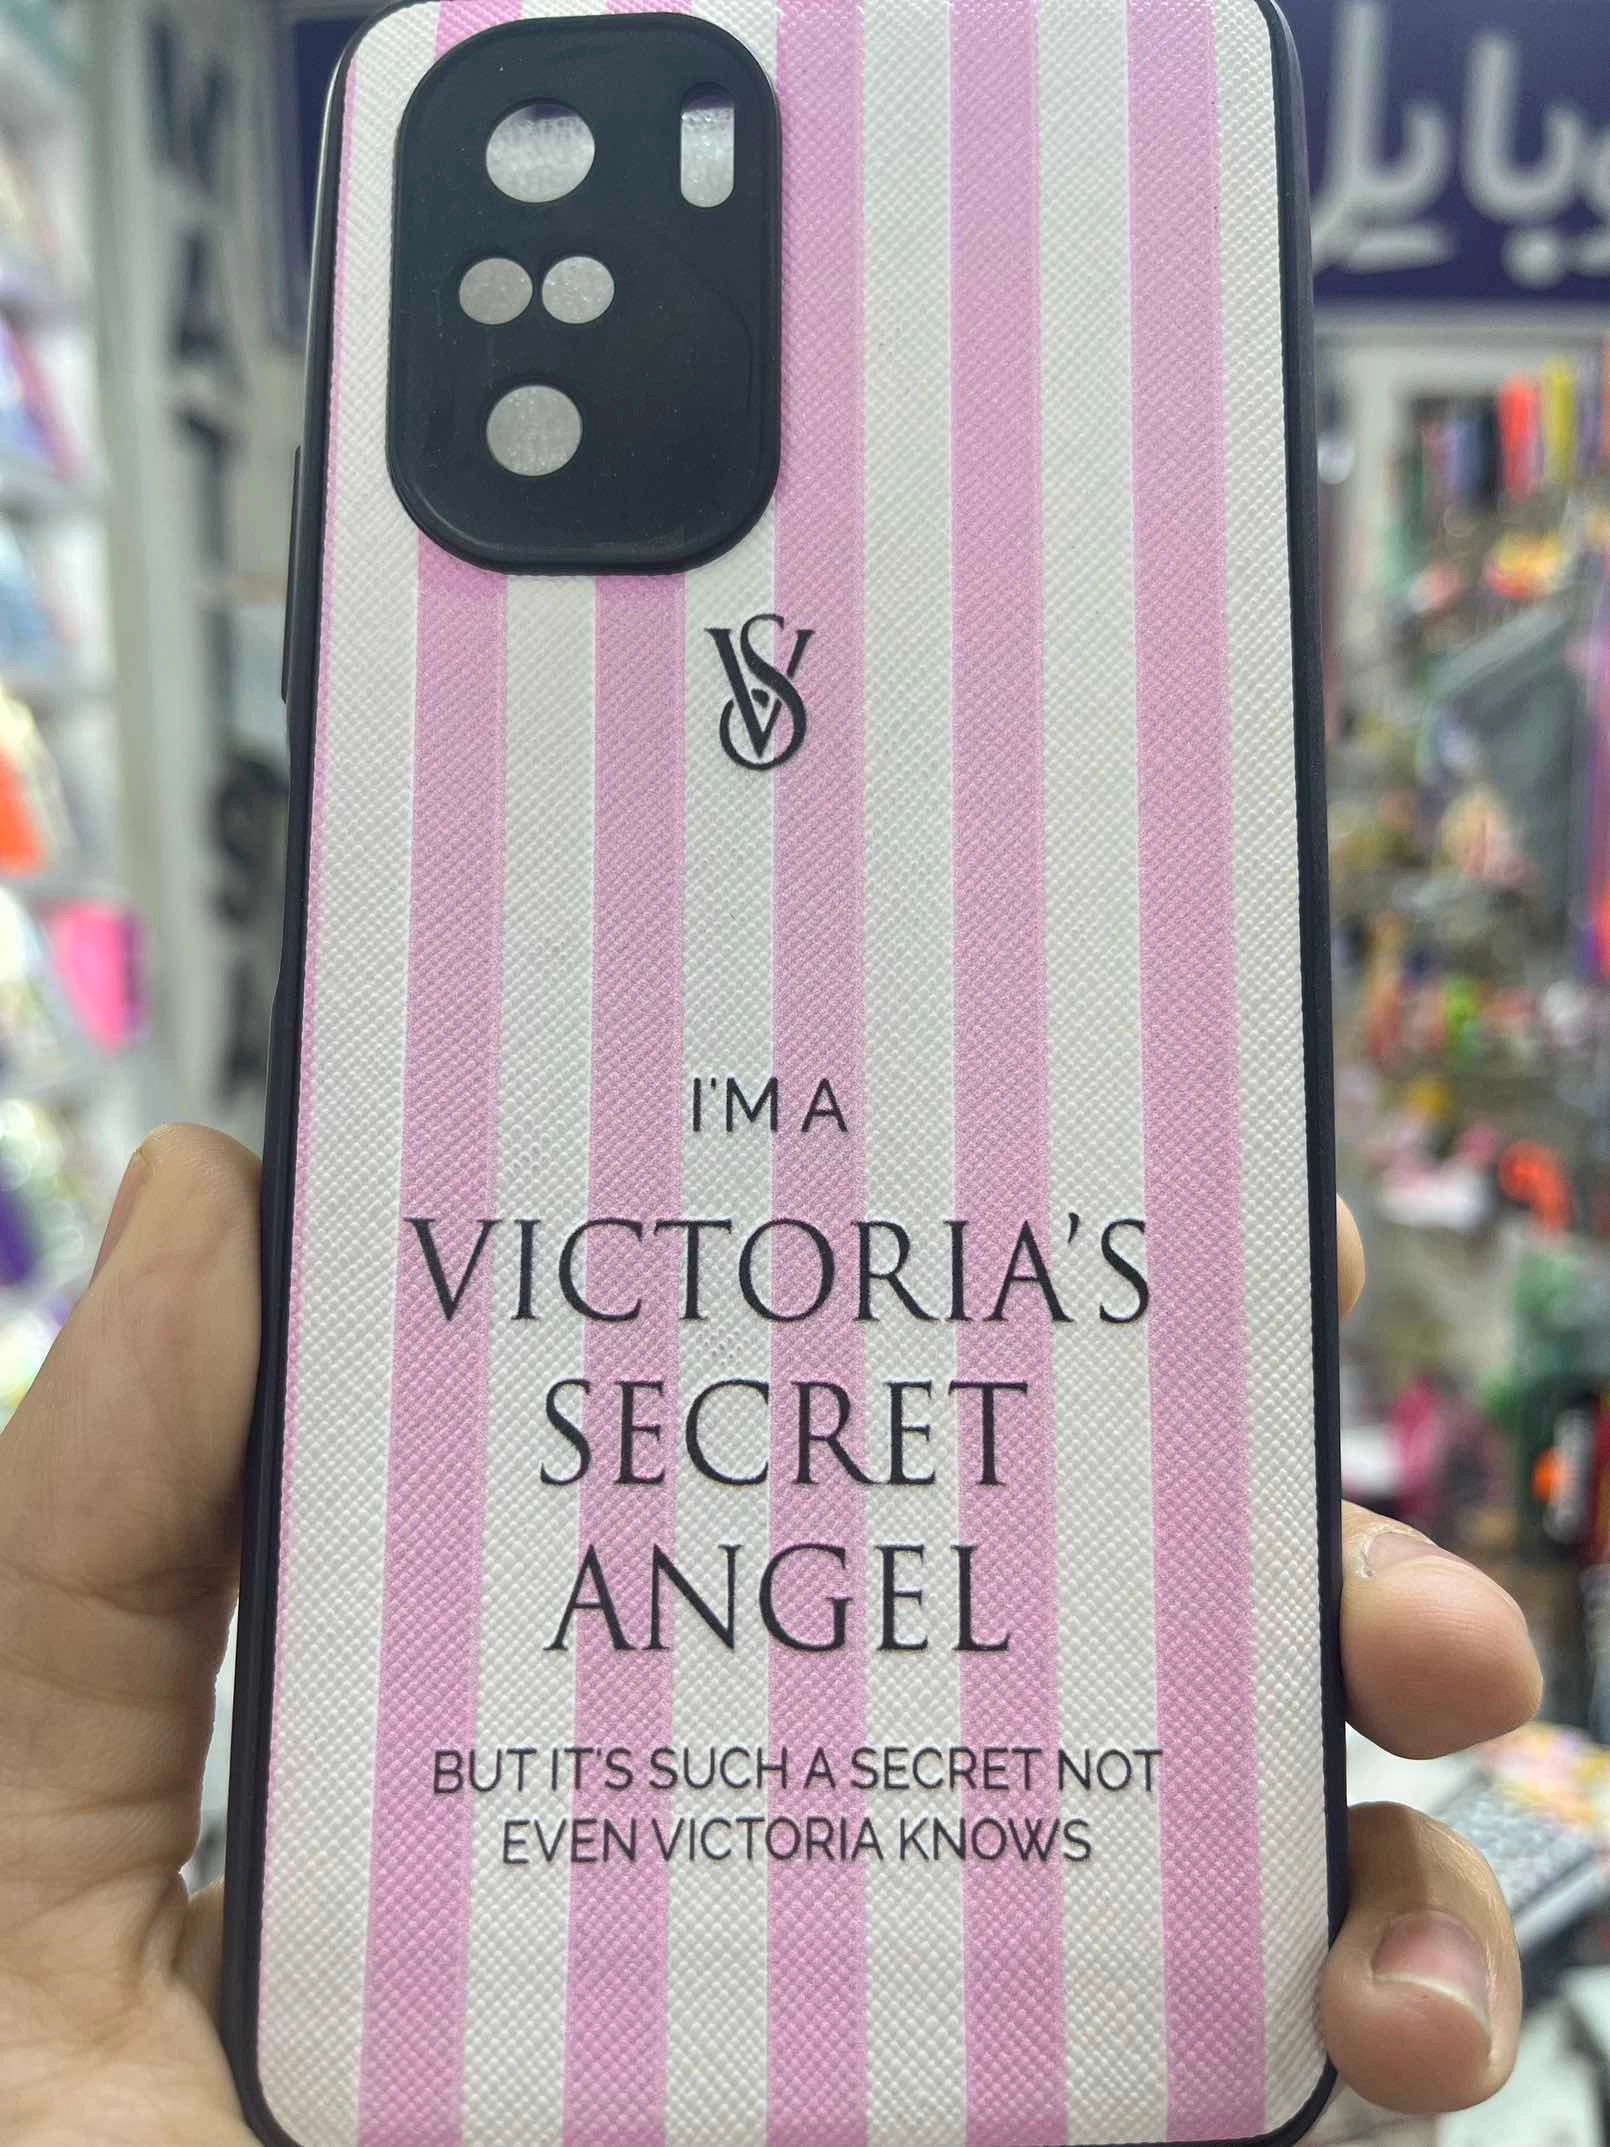 VS
I'M A
VICTORIA'S
SECRET
ANGEL
BUT IT'S SUCH A SECRET NOT
EVEN VICTORIA KNOWS